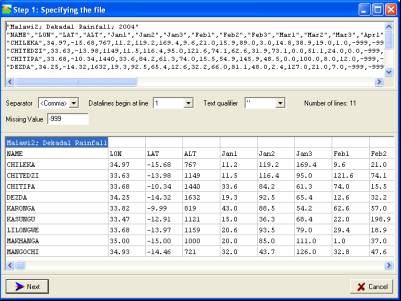 Step 1: Specifying the file
"Malawi2; Dekadal Rainfall; 2004"
"NAME","LON","LAT","ALT","Jan1","Jan2","Jan3","Feb1","Feb2","Feb3","Mar1","Mar2","Mar3","Apr1"
"CHILEKA",34.97,-15.68,767,11.2,119.2,169.4,9.6,21.0,15.9,89.0,3.0,14.8,38.9,19.0,1.0,-999,-99
"CHITEDZI",33.63,-13.98,1149,11.5,116.4,95.0,121.6,74.1,62.6,31.9,73.1,0.0,51.1,24.0,0.0,-999,
"CHITIPA",33.68,-10.34,1440,33.6,84.2,61.3,74.0,15.5,54.9,145.9,48.5,0.0,100.0,8.0,12.0,-999,-
"DEZDA",34.25,-14.32,1632,19.3,92.5,65.4,12.6,32.2,66.0,81.1,48.0,2.4,127.0,21.0,7.0,-999,-999
Separator <Comma> Datalines begin at line 1 Text qualifier " Number of lines: 11
Missing Value -999
Malawi2; Dekadal Rainfall
NAME LON LAT ALT Jan1 Jan2 Jan3 Feb1 Feb2
CHILEKA 34.97 -15.68 767 11.2 119.2 169.4 9.6 21.0
CHITEDZI 33.63 -13.98 1149 11.5 116.4 95.0 121.6 74.1
CHITIPA 33.68 -10.34 1440 33.6 84.2 61.3 74.0 15.5
DEZDA 34.25 -14.32 1632 19.3 92.5 65.4 12.6 32.2
KARONGA 33.82 -9.99 819 43.0 88.5 54.2 62.6 57.0
KASUNGU 33.47 -12.91 1121 15.0 36.3 68.4 22.0 198.9
LILONGWE 33.68 -13.97 1159 20.6 93.5 79.0 29.4 18.9
MAKHANGA 35.00 -15.00 1000 20.0 85.0 111.0 1.0 37.0
MANGOCHI 34.93 -14.46 721 32.0 43.7 126.0 32.8 47.6
Next Cancel